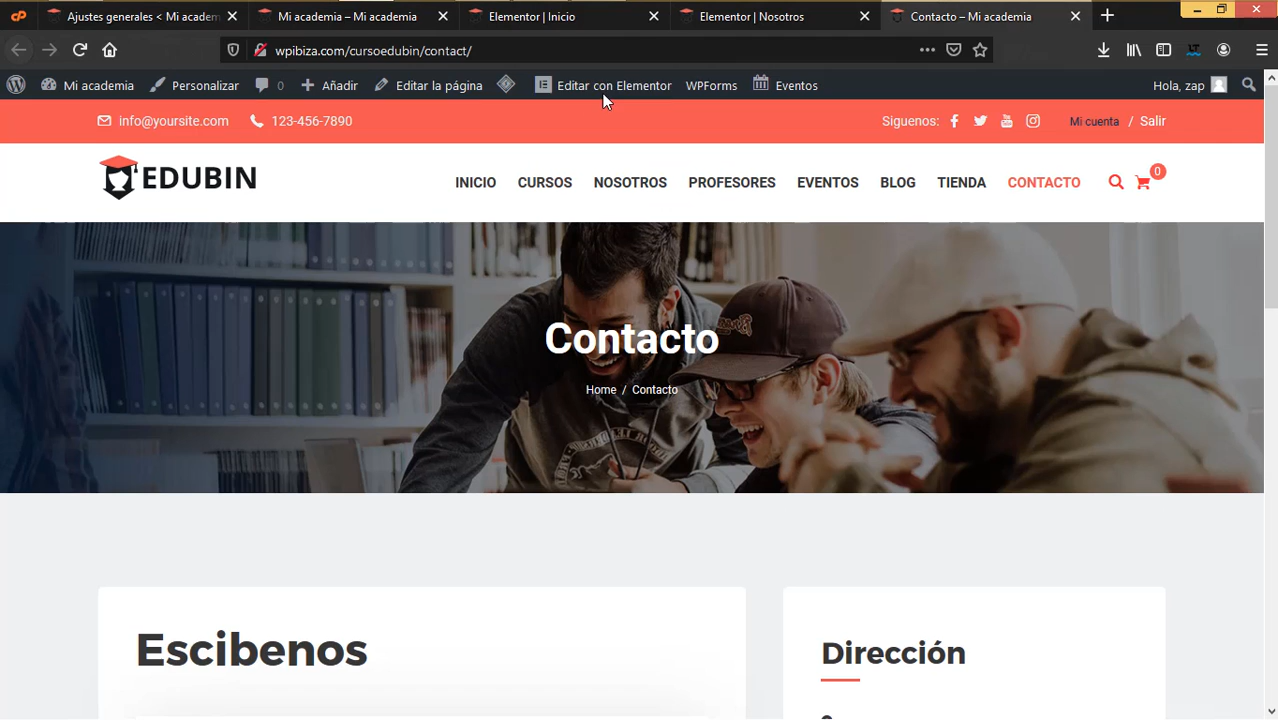 Ajustes generales < Mi academ
Mi academia – Mi academia
Elementor | Inicio
Elementor | Nosotros
Contacto – Mi academia
wpibiza.com/cursoedubin/contact/
Mi academia
Personalizar
0
Añadir
Editar la página
Editar con Elementor
WPForms
Eventos
Hola, zap
info@yoursite.com
123-456-7890
Siguenos:
Mi cuenta / Salir
EDUBIN
INICIO
CURSOS
NOSOTROS
PROFESORES
EVENTOS
BLOG
TIENDA
CONTACTO
0
Contacto
Home / Contacto
Escibenos
Dirección